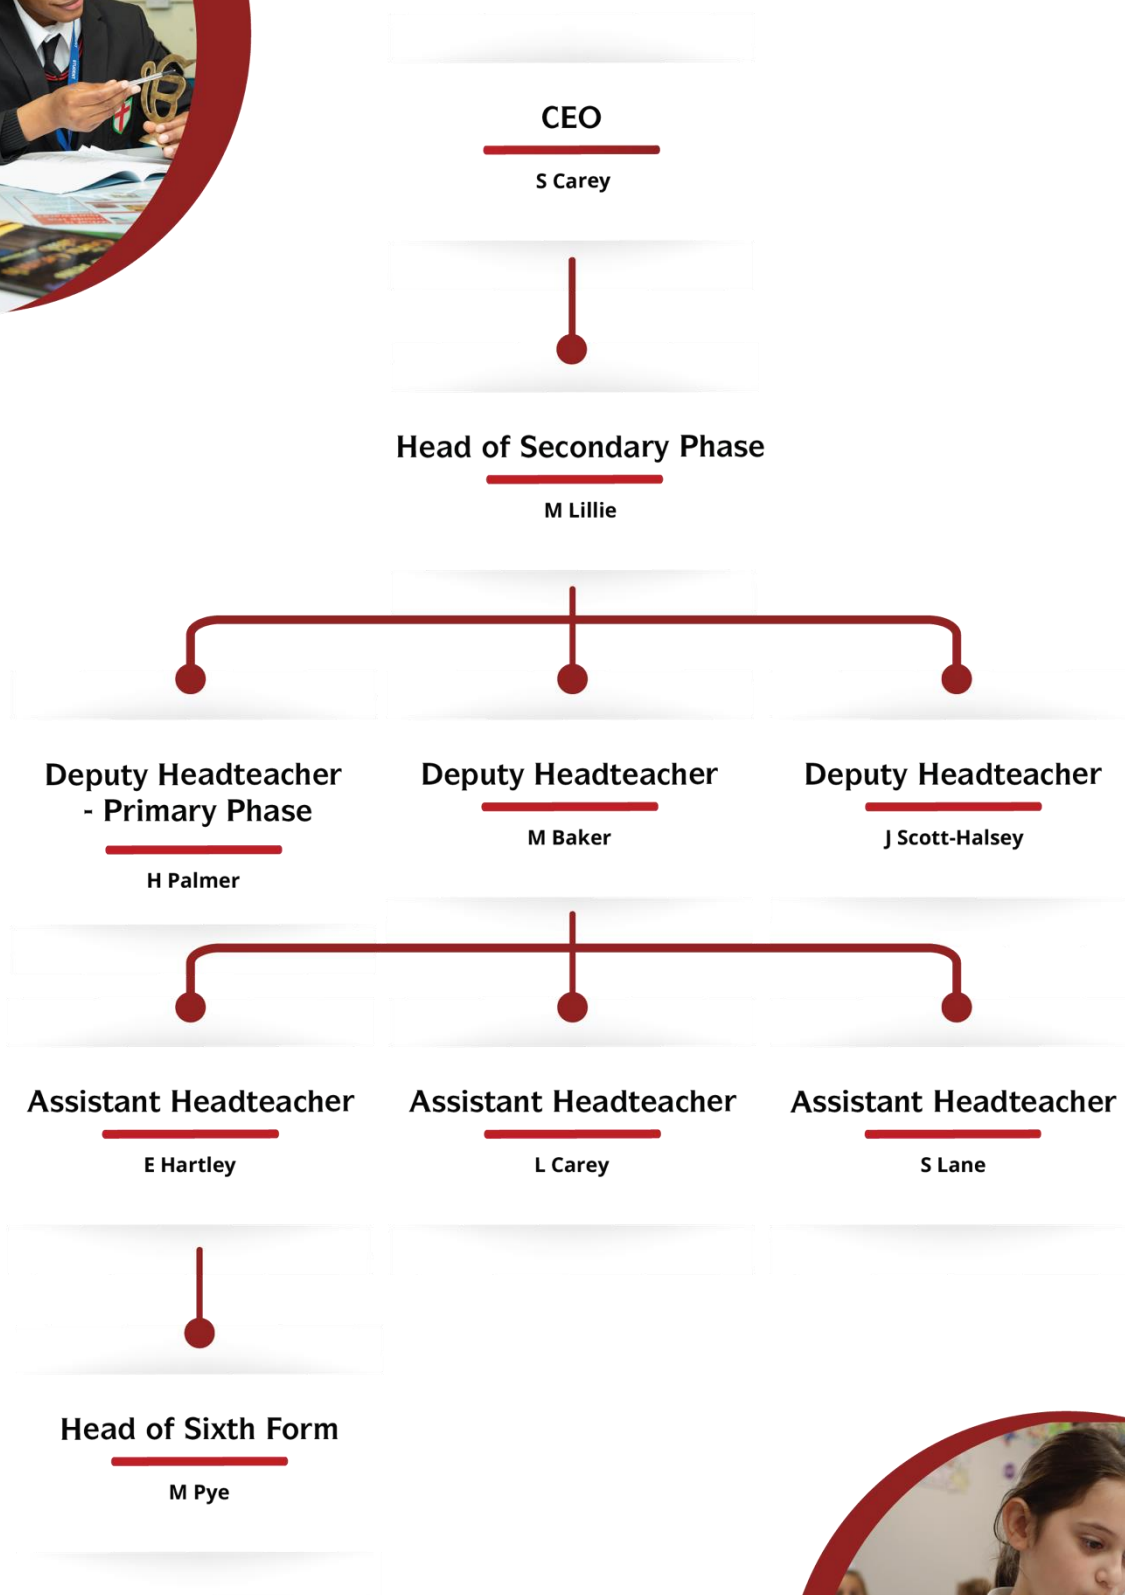 CEO
S Carey
Head of Secondary Phase
M Lillie
Deputy Headteacher
- Primary Phase
H Palmer
Deputy Headteacher
M Baker
Deputy Headteacher
J Scott-Halsey
Assistant Headteacher
E Hartley
Assistant Headteacher
L Carey
Assistant Headteacher
S Lane
Head of Sixth Form
M Pye